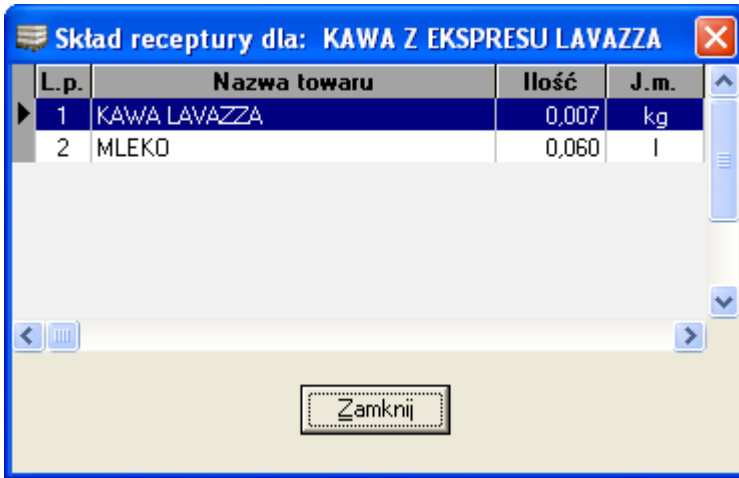 Skład receptury dla: KAWA Z EKSPRESU LAVAZZA
L.p. Nazwa towaru Ilość J.m.
1 KAWA LAVAZZA 0,007 kg
2 MLEKO 0,060 l
Zamknij